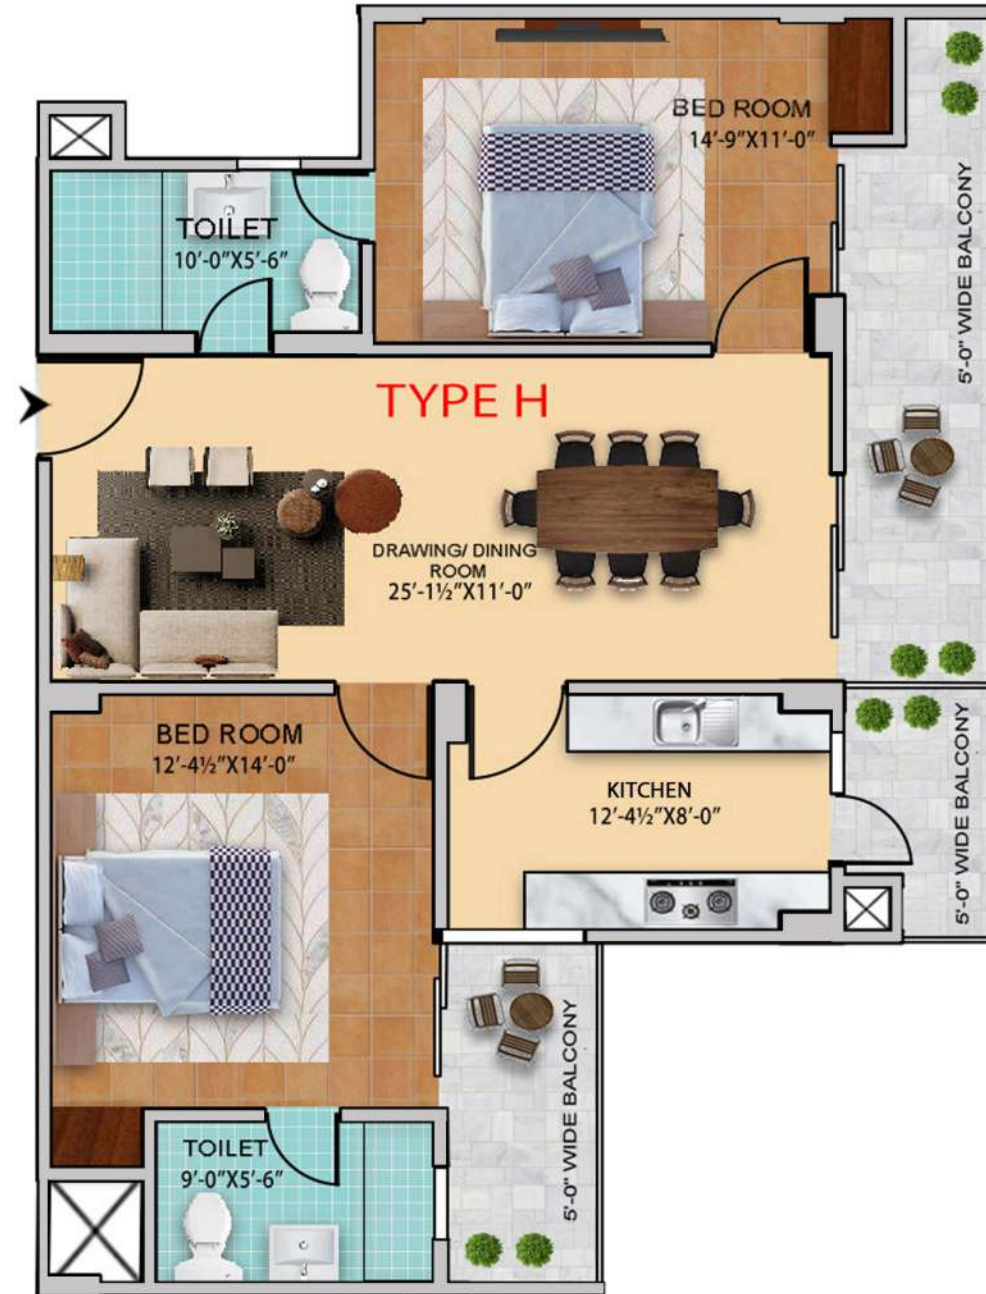 BED ROOM
14'-9"X11'-0"
TOILET
10'-0"X5'-6"
5'-0" WIDE BALCONY
TYPE H
DRAWING/ DINING
ROOM
25'-1½"X11'-0"
BED ROOM
12'-4½"X14'-0"
KITCHEN
12'-4½"X8'-0"
5'-0" WIDE BALCONY
5'-0" WIDE BALCONY
TOILET
9'-0"X5'-6"